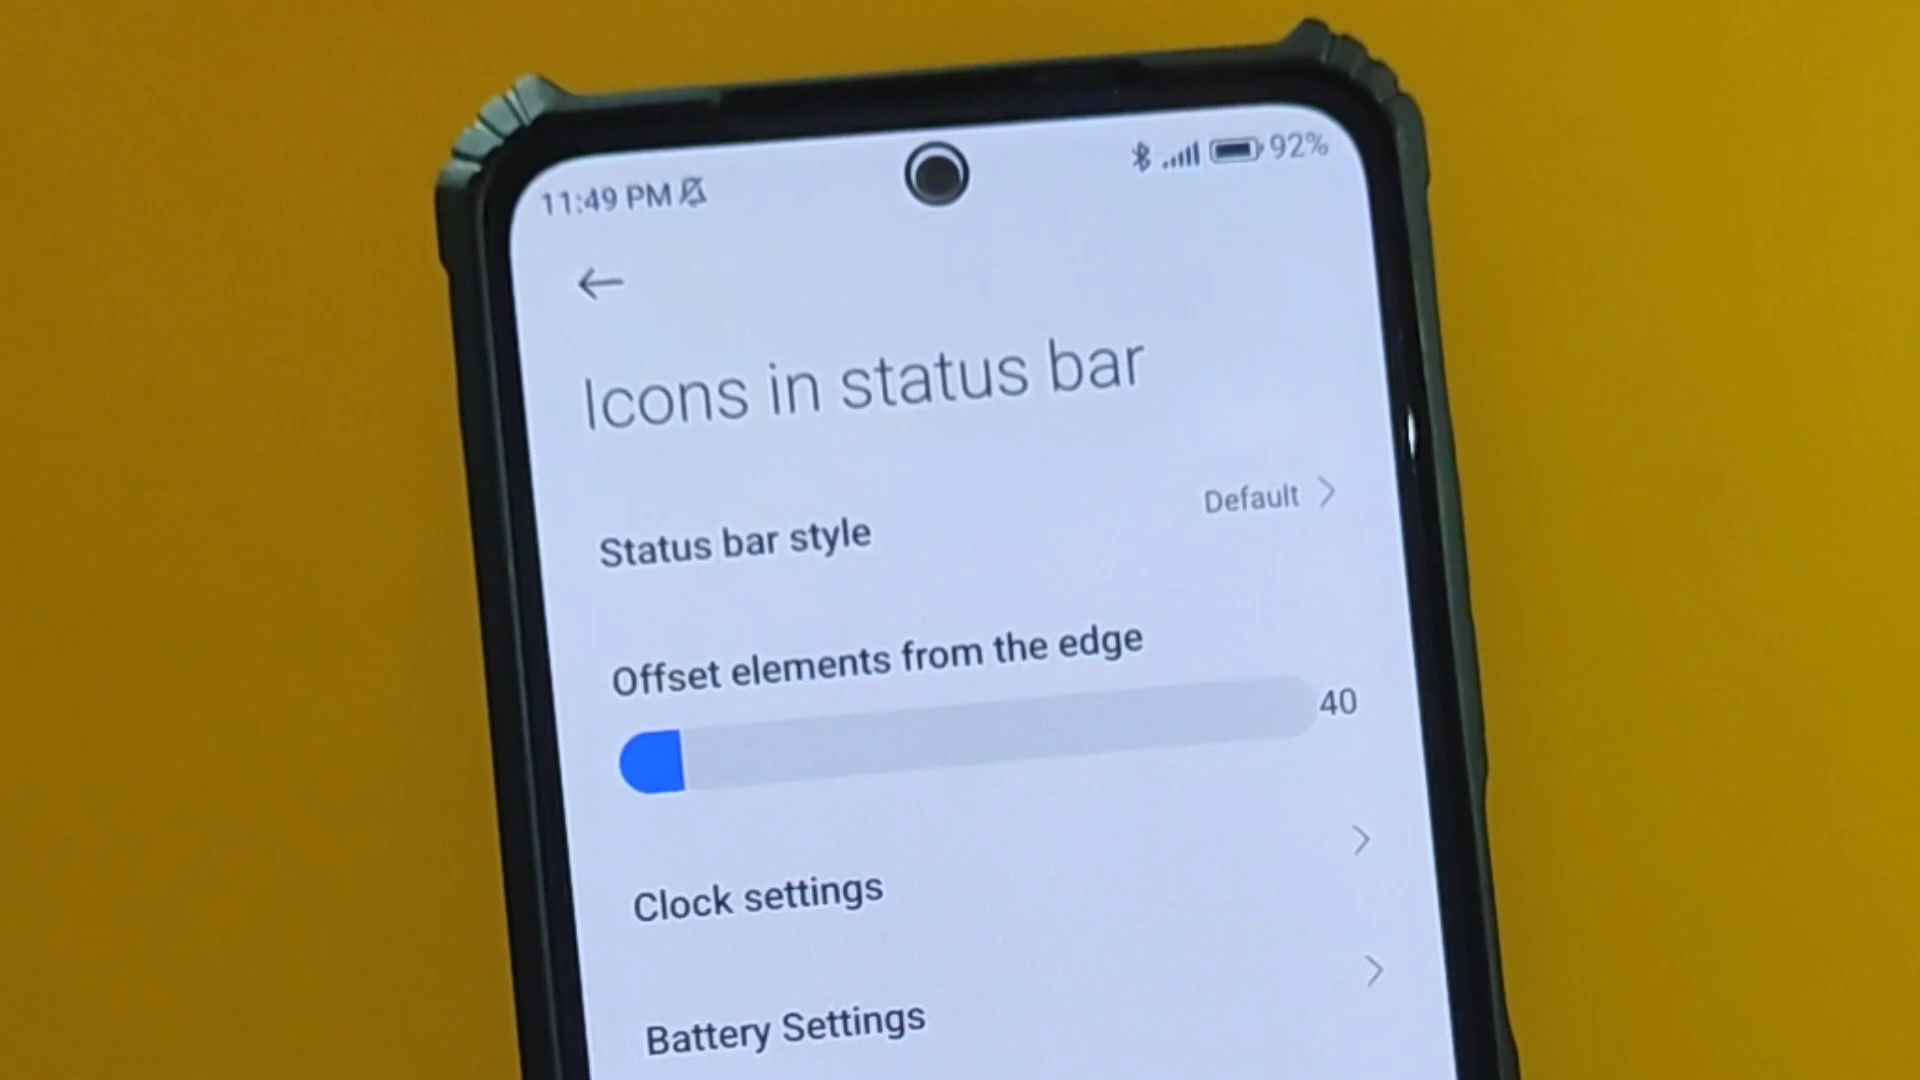 11:49 PM
92%
Icons in status bar
Status bar style
Default
Offset elements from the edge
40
Clock settings
Battery Settings